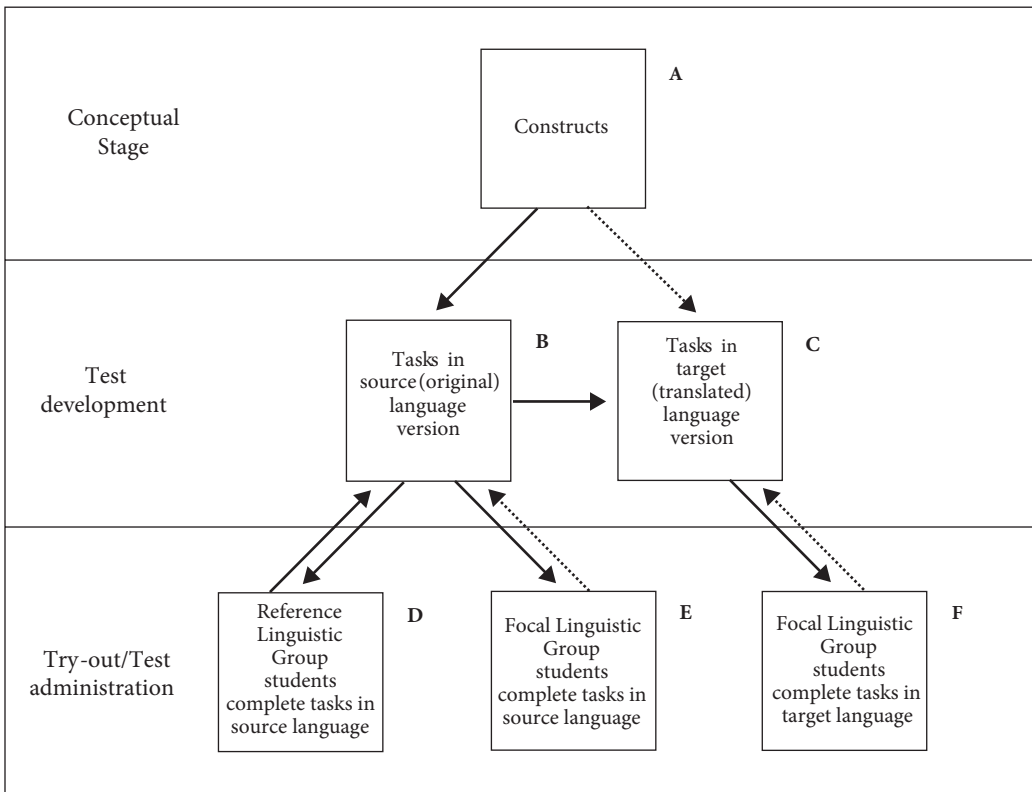 A
Conceptual
Stage
Constructs
B
C
Test
development
Tasks in
source (original)
language
version
Tasks in
target
(translated)
language
version
Try-out/Test
administration
Reference
Linguistic
Group
students
complete tasks in
source language
D
Focal Linguistic
Group
students
complete tasks in
source language
E
Focal Linguistic
Group
students
complete tasks in
target language
F